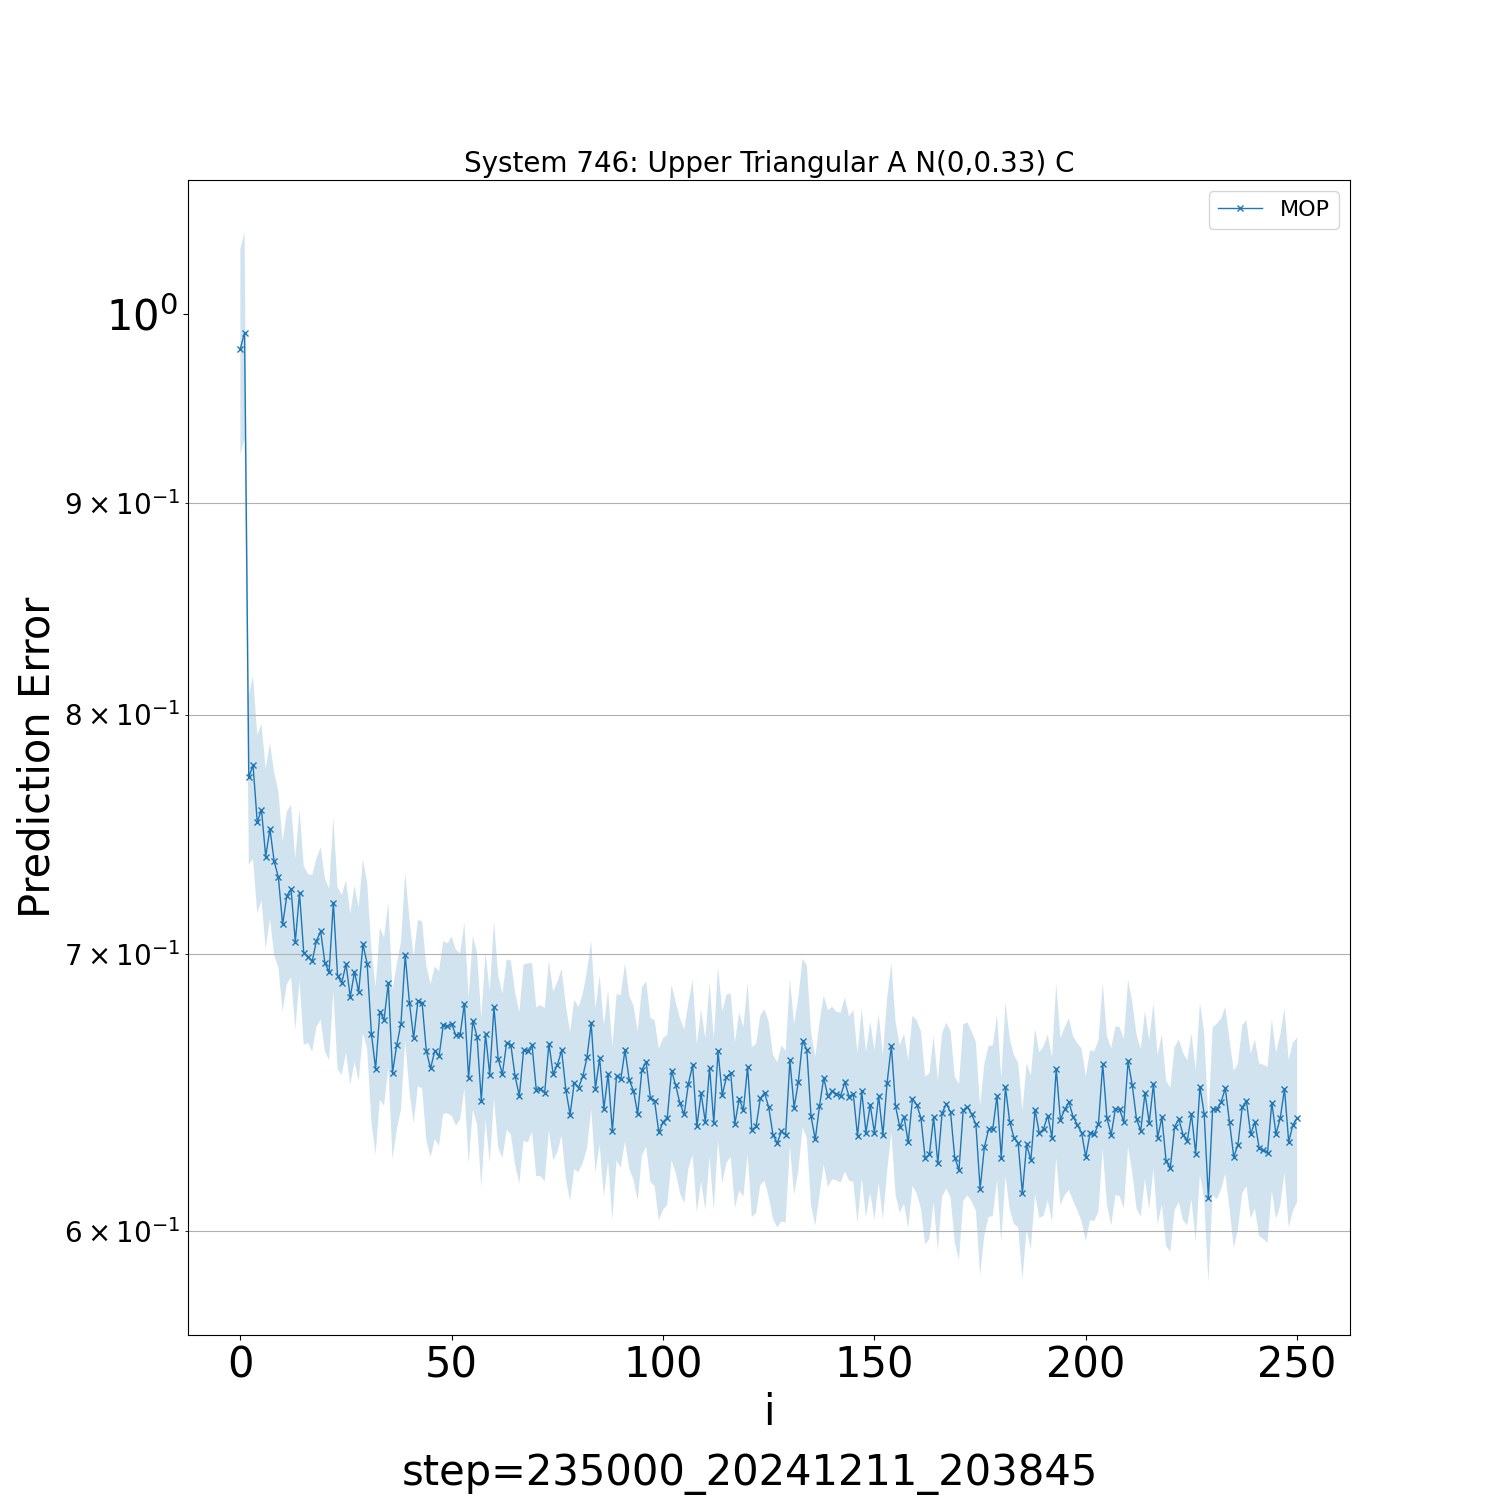 System 746: Upper Triangular A N(0,0.33) C
MOP
10⁰
9 × 10⁻¹
8 × 10⁻¹
7 × 10⁻¹
6 × 10⁻¹
Prediction Error
0 50 100 150 200 250
i
step=235000_20241211_203845